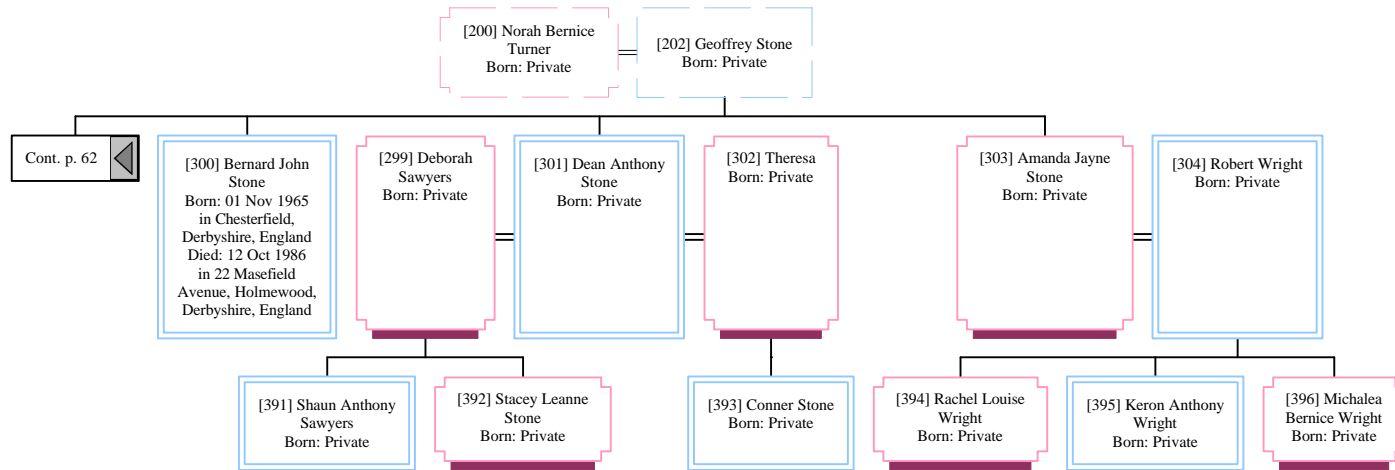 [200] Norah Bernice
Turner
Born: Private
[202] Geoffrey Stone
Born: Private
Cont. p. 62
[300] Bernard John
Stone
Born: 01 Nov 1965
in Chesterfield,
Derbyshire, England
Died: 12 Oct 1986
in 22 Masefield
Avenue, Holmewood,
Derbyshire, England
[299] Deborah
Sawyers
Born: Private
[301] Dean Anthony
Stone
Born: Private
[302] Theresa
Born: Private
[303] Amanda Jayne
Stone
Born: Private
[304] Robert Wright
Born: Private
[391] Shaun Anthony
Sawyers
Born: Private
[392] Stacey Leanne
Stone
Born: Private
[393] Conner Stone
Born: Private
[394] Rachel Louise
Wright
Born: Private
[395] Keron Anthony
Wright
Born: Private
[396] Michalea
Bernice Wright
Born: Private